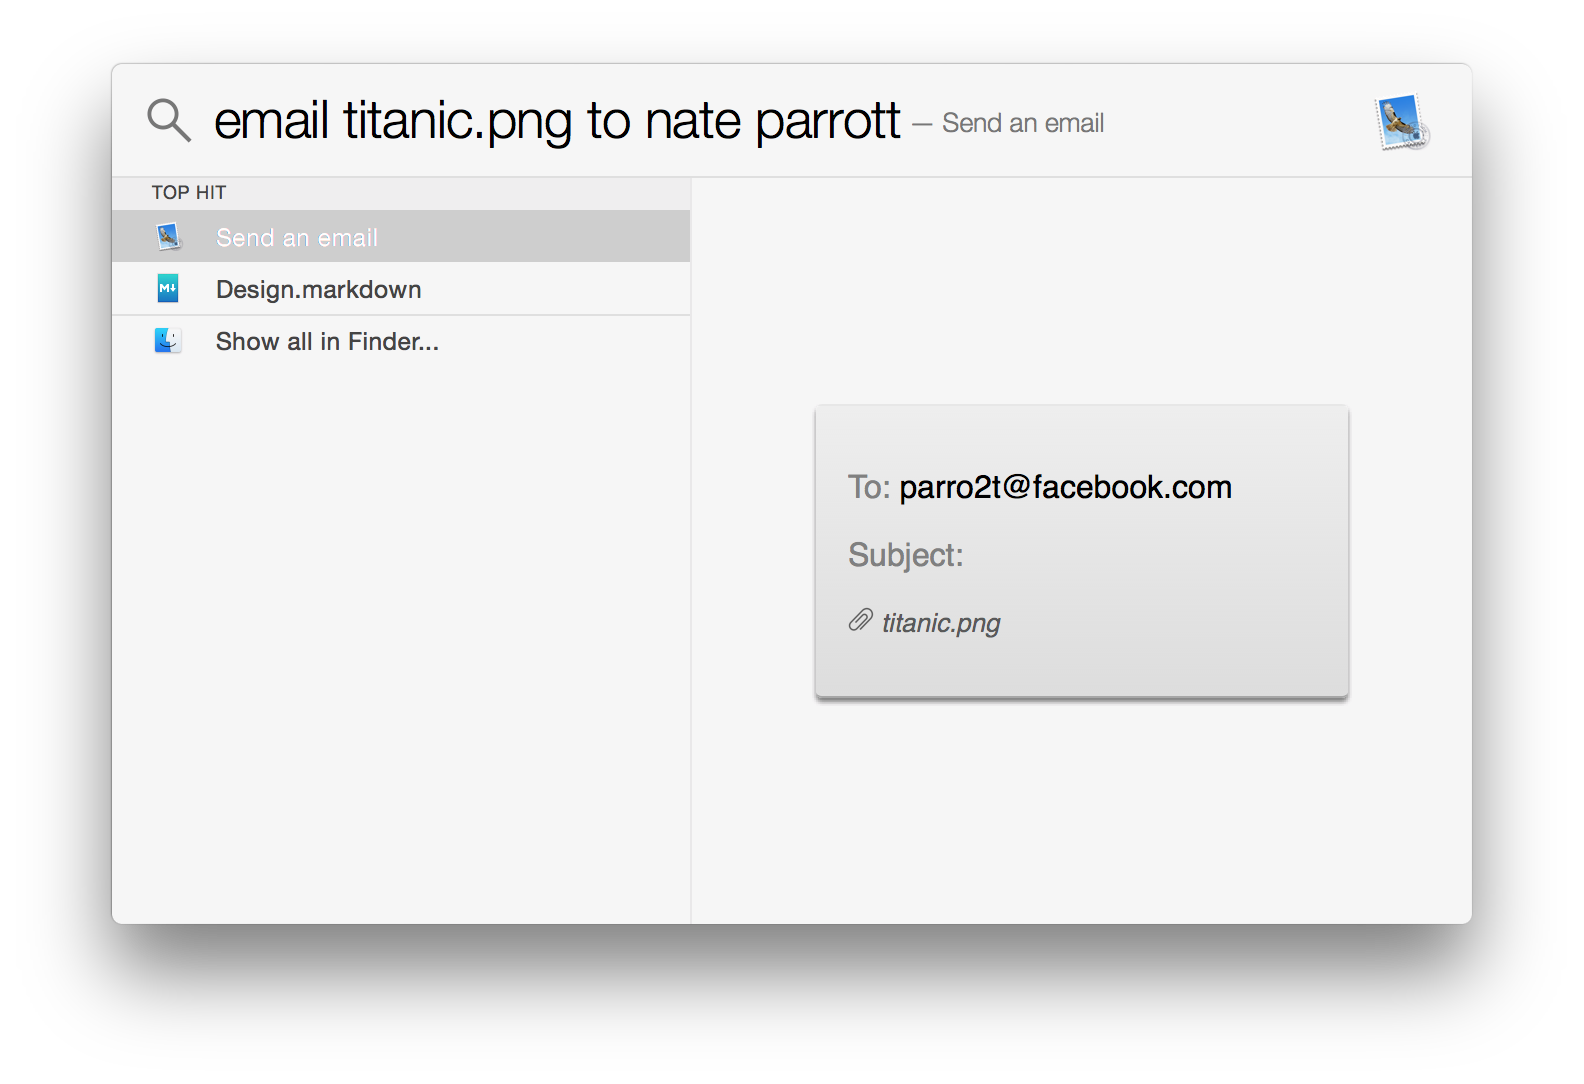 email titanic.png to nate parrott — Send an email
TOP HIT
Send an email
M↓ Design.markdown
Show all in Finder...
To: parro2t@facebook.com
Subject:
titanic.png